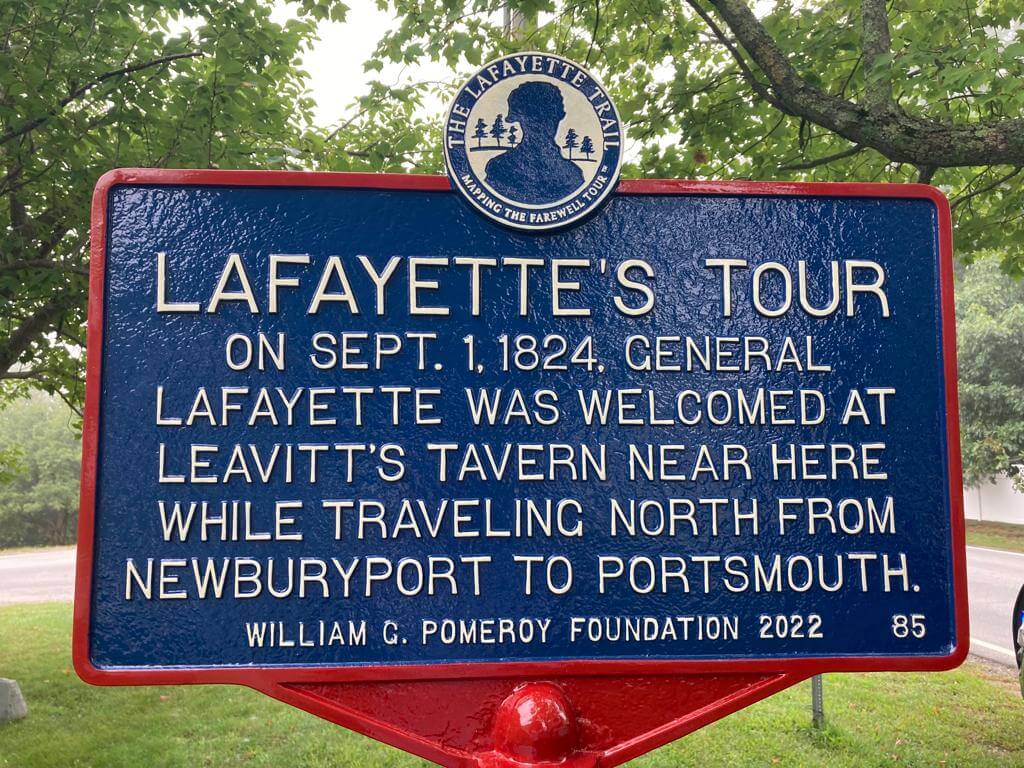 THE LAFAYETTE TRAIL
MAPPING THE FAREWELL TOUR™
LAFAYETTE'S TOUR
ON SEPT. 1, 1824, GENERAL
LAFAYETTE WAS WELCOMED AT
LEAVITT'S TAVERN NEAR HERE
WHILE TRAVELING NORTH FROM
NEWBURYPORT TO PORTSMOUTH.
WILLIAM G. POMEROY FOUNDATION 2022 85